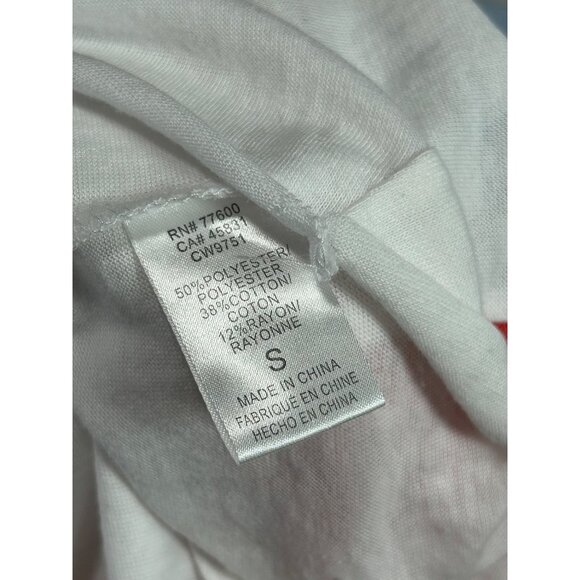 RN# 77600
CA# 45831
CW9751
50%POLYESTER/
POLYESTER
38%COTTON/
COTON
12%RAYON/
RAYONNE
S
MADE IN CHINA
FABRIQUÉ EN CHINE
HECHO EN CHINA